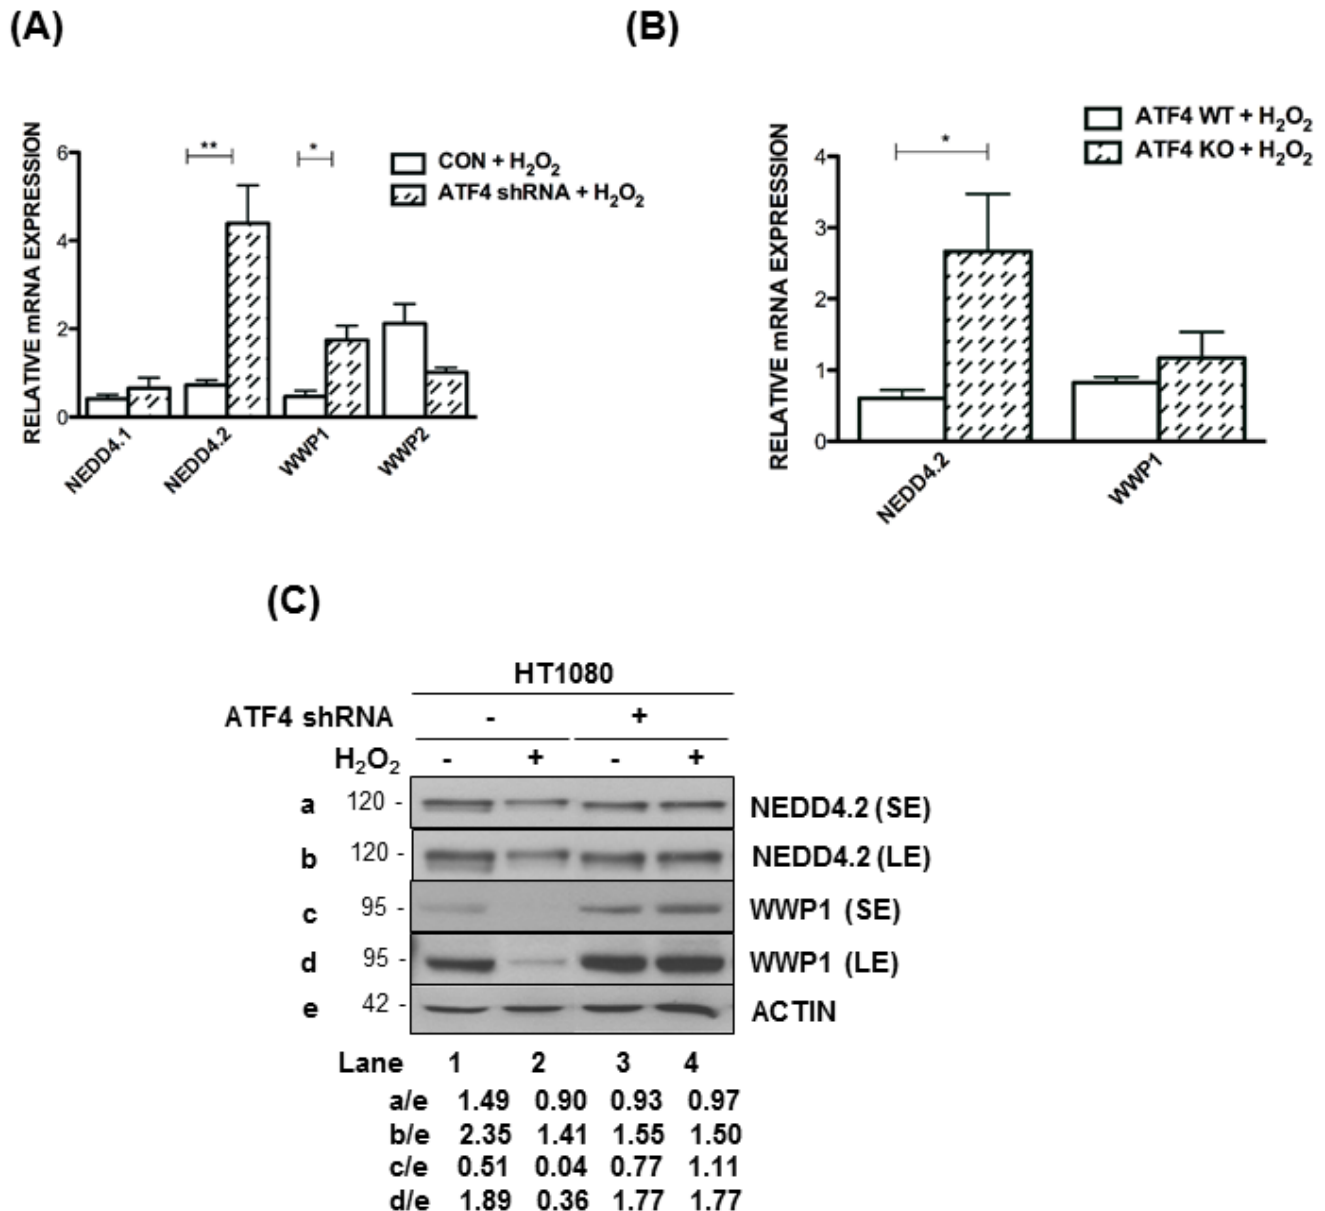 (A)
(B)
RELATIVE mRNA EXPRESSION
6
4
2
0
**
*
CON + H₂O₂
ATF4 shRNA + H₂O₂
NEDD4.1
NEDD4.2
WWP1
WWP2
RELATIVE mRNA EXPRESSION
4
3
2
1
0
*
ATF4 WT + H₂O₂
ATF4 KO + H₂O₂
NEDD4.2
WWP1
(C)
HT1080
ATF4 shRNA - +
H₂O₂ - + - +
a 120 - NEDD4.2 (SE)
b 120 - NEDD4.2 (LE)
c 95 - WWP1 (SE)
d 95 - WWP1 (LE)
e 42 - ACTIN
Lane 1 2 3 4
a/e 1.49 0.90 0.93 0.97
b/e 2.35 1.41 1.55 1.50
c/e 0.51 0.04 0.77 1.11
d/e 1.89 0.36 1.77 1.77